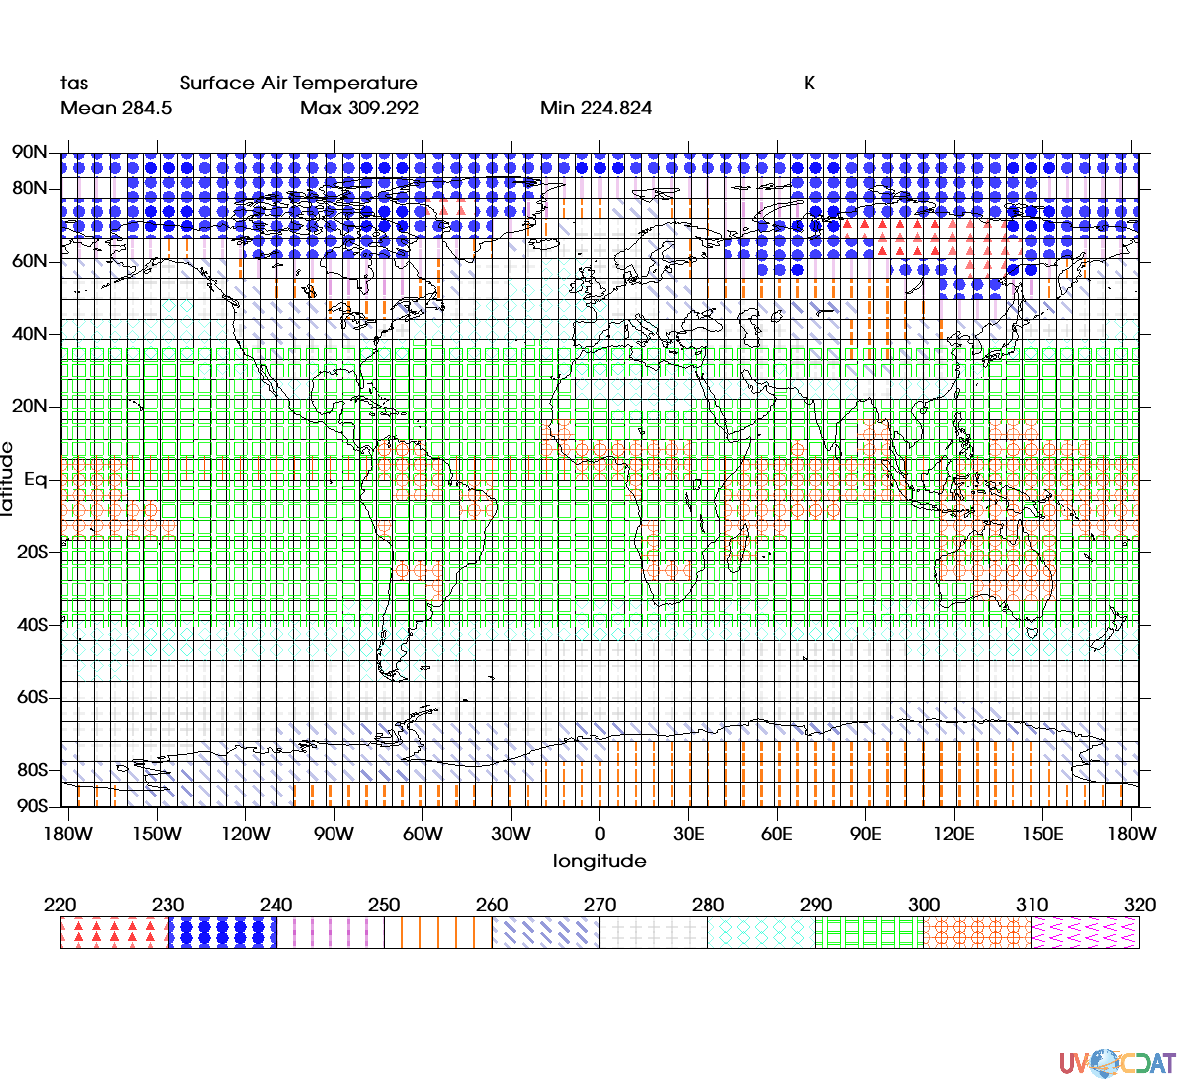 tas Surface Air Temperature K
Mean 284.5 Max 309.292 Min 224.824
90N
80N
60N
40N
20N
Eq
20S
40S
60S
80S
90S
latitude
180W 150W 120W 90W 60W 30W 0 30E 60E 90E 120E 150E 180W
longitude
220 230 240 250 260 270 280 290 300 310 320
UV CDAT